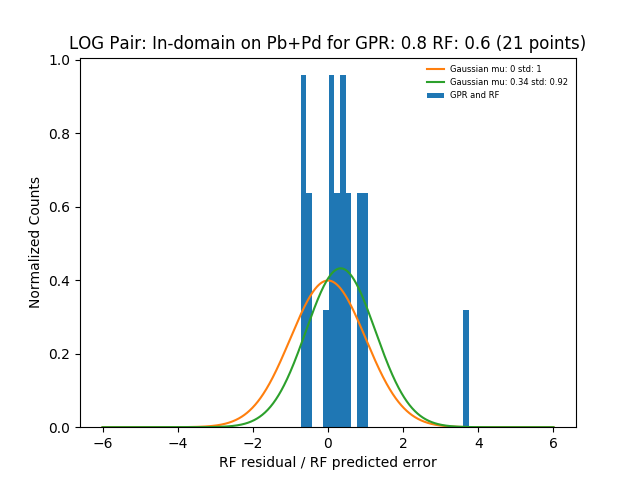 LOG Pair: In-domain on Pb+Pd for GPR: 0.8 RF: 0.6 (21 points)
Gaussian mu: 0 std: 1
Gaussian mu: 0.34 std: 0.92
GPR and RF
Normalized Counts
1.0
0.8
0.6
0.4
0.2
0.0
−6 −4 −2 0 2 4 6
RF residual / RF predicted error